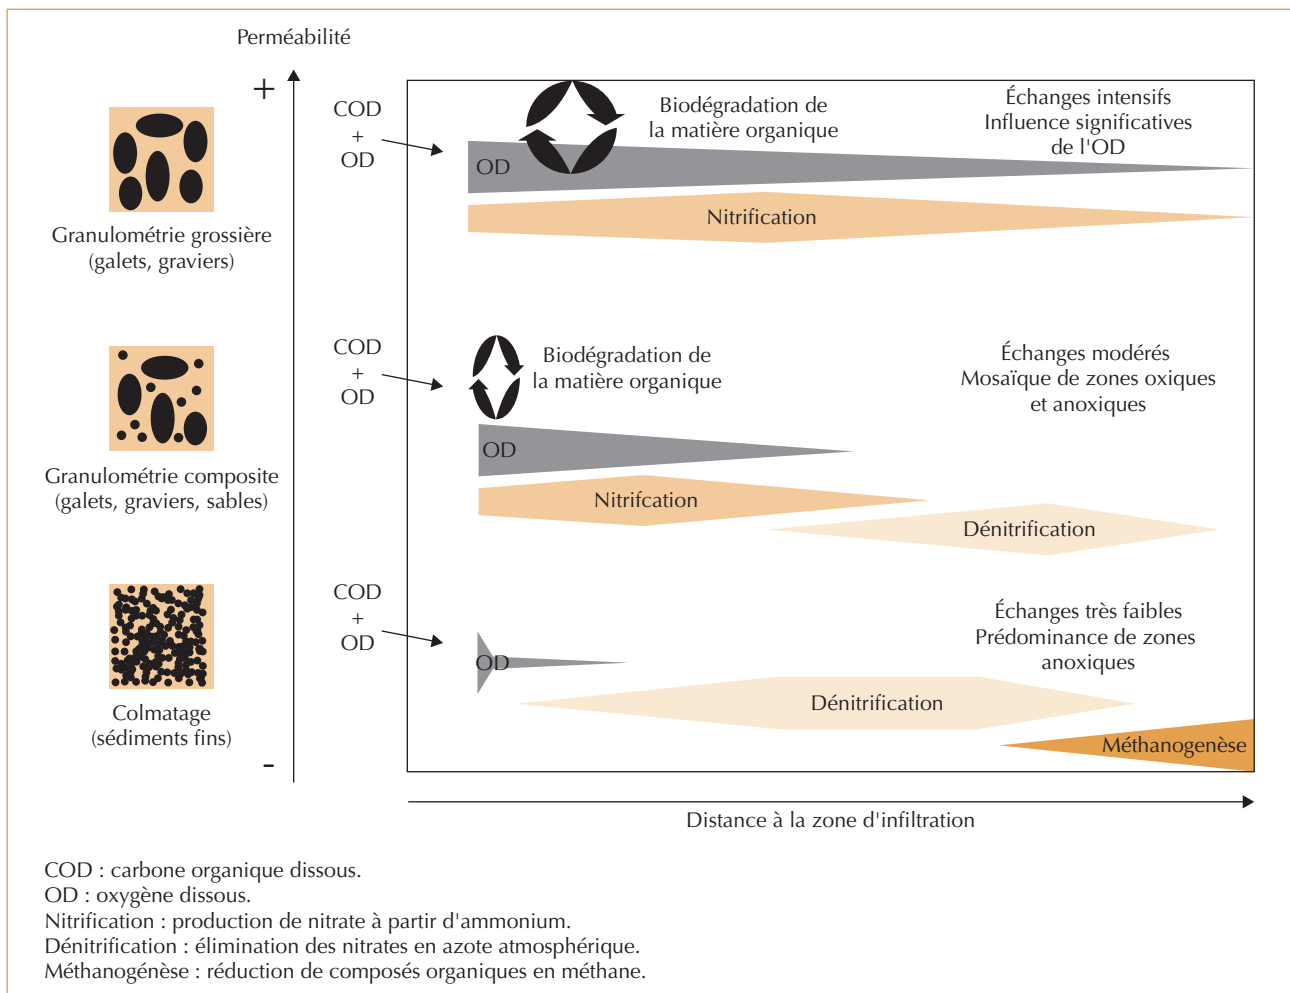 Perméabilité
+
COD
+
OD
Biodégradation de
la matière organique
Échanges intensifs
Influence significatives
de l'OD
OD
Nitrification
Granulométrie grossière
(galets, graviers)
COD
+
OD
Biodégradation de
la matière organique
Échanges modérés
Mosaïque de zones oxiques
et anoxiques
OD
Nitrifcation
Dénitrification
Granulométrie composite
(galets, graviers, sables)
COD
+
OD
Échanges très faibles
Prédominance de zones
anoxiques
OD
Dénitrification
Méthanogenèse
Colmatage
(sédiments fins)
-
Distance à la zone d'infiltration
COD : carbone organique dissous.
OD : oxygène dissous.
Nitrification : production de nitrate à partir d'ammonium.
Dénitrification : élimination des nitrates en azote atmosphérique.
Méthanogénèse : réduction de composés organiques en méthane.